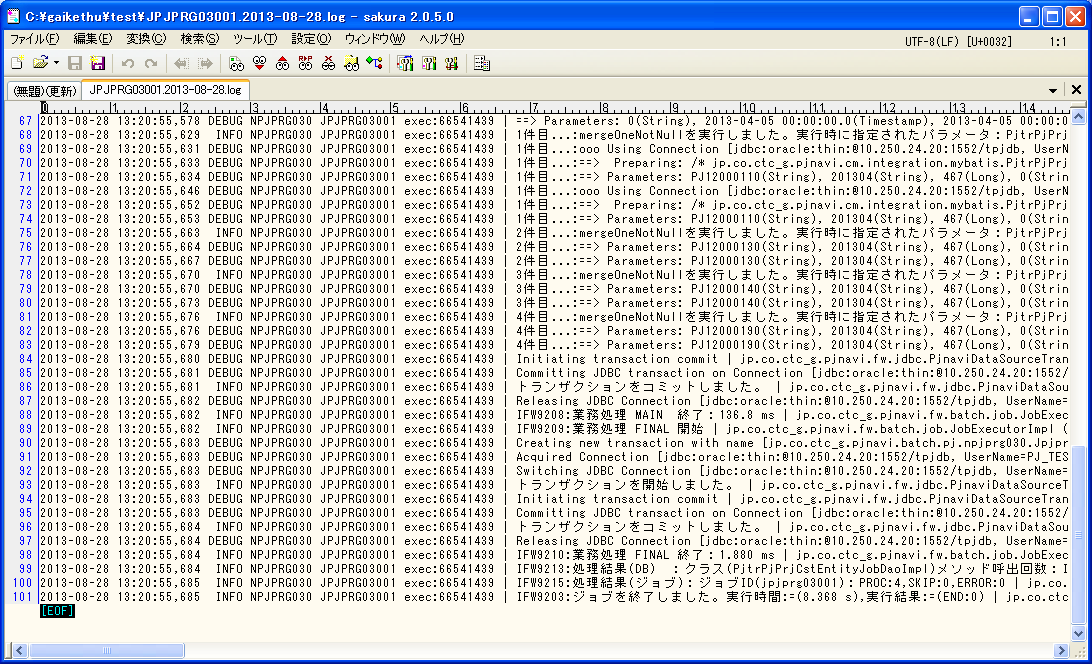 C:¥gaikethu¥test¥JPJPRG03001.2013-08-28.log - sakura 2.0.5.0
ファイル(F) 編集(E) 変換(C) 検索(S) ツール(T) 設定(O) ウィンドウ(W) ヘルプ(H) UTF-8(LF) [U+0032] 1:1
(無題)(更新) JPJPRG03001.2013-08-28.log
0 1 2 3 4 5 6 7 8 9 10 11 12 13 14
67 2013-08-28 13:20:55,578 DEBUG NPJPRG030 JPJPRG03001 exec:66541439 | ==> Parameters: 0(String), 2013-04-05 00:00:00.0(Timestamp), 2013-04-05 00:00:0
68 2013-08-28 13:20:55,609  INFO NPJPRG030 JPJPRG03001 exec:66541439 | 1件目...:mergeOneNotNullを実行しました。実行時に指定されたパラメータ：PjtrPjPrj
69 2013-08-28 13:20:55,631 DEBUG NPJPRG030 JPJPRG03001 exec:66541439 | 1件目...:ooo Using Connection [jdbc:oracle:thin:@10.250.24.20:1552/tpjdb, UserN
70 2013-08-28 13:20:55,633 DEBUG NPJPRG030 JPJPRG03001 exec:66541439 | 1件目...:==>  Preparing: /* jp.co.ctc_g.pjnavi.cm.integration.mybatis.PjtrPjPrj
71 2013-08-28 13:20:55,634 DEBUG NPJPRG030 JPJPRG03001 exec:66541439 | 1件目...:==> Parameters: PJ12000110(String), 201304(String), 467(Long), 0(Strin
72 2013-08-28 13:20:55,646 DEBUG NPJPRG030 JPJPRG03001 exec:66541439 | 1件目...:ooo Using Connection [jdbc:oracle:thin:@10.250.24.20:1552/tpjdb, UserN
73 2013-08-28 13:20:55,652 DEBUG NPJPRG030 JPJPRG03001 exec:66541439 | 1件目...:==>  Preparing: /* jp.co.ctc_g.pjnavi.cm.integration.mybatis.PjtrPjPrj
74 2013-08-28 13:20:55,653 DEBUG NPJPRG030 JPJPRG03001 exec:66541439 | 1件目...:==> Parameters: PJ12000110(String), 201304(String), 467(Long), 0(Strin
75 2013-08-28 13:20:55,663  INFO NPJPRG030 JPJPRG03001 exec:66541439 | 2件目...:mergeOneNotNullを実行しました。実行時に指定されたパラメータ：PjtrPjPrj
76 2013-08-28 13:20:55,664 DEBUG NPJPRG030 JPJPRG03001 exec:66541439 | 2件目...:==> Parameters: PJ12000130(String), 201304(String), 467(Long), 0(Strin
77 2013-08-28 13:20:55,667 DEBUG NPJPRG030 JPJPRG03001 exec:66541439 | 2件目...:==> Parameters: PJ12000130(String), 201304(String), 467(Long), 0(Strin
78 2013-08-28 13:20:55,670  INFO NPJPRG030 JPJPRG03001 exec:66541439 | 3件目...:mergeOneNotNullを実行しました。実行時に指定されたパラメータ：PjtrPjPrj
79 2013-08-28 13:20:55,670 DEBUG NPJPRG030 JPJPRG03001 exec:66541439 | 3件目...:==> Parameters: PJ12000140(String), 201304(String), 467(Long), 0(Strin
80 2013-08-28 13:20:55,673 DEBUG NPJPRG030 JPJPRG03001 exec:66541439 | 3件目...:==> Parameters: PJ12000140(String), 201304(String), 467(Long), 0(Strin
81 2013-08-28 13:20:55,676  INFO NPJPRG030 JPJPRG03001 exec:66541439 | 4件目...:mergeOneNotNullを実行しました。実行時に指定されたパラメータ：PjtrPjPrj
82 2013-08-28 13:20:55,676 DEBUG NPJPRG030 JPJPRG03001 exec:66541439 | 4件目...:==> Parameters: PJ12000190(String), 201304(String), 467(Long), 0(Strin
83 2013-08-28 13:20:55,679 DEBUG NPJPRG030 JPJPRG03001 exec:66541439 | 4件目...:==> Parameters: PJ12000190(String), 201304(String), 467(Long), 0(Strin
84 2013-08-28 13:20:55,680 DEBUG NPJPRG030 JPJPRG03001 exec:66541439 | Initiating transaction commit | jp.co.ctc_g.pjnavi.fw.jdbc.PjnaviDataSourceTran
85 2013-08-28 13:20:55,681 DEBUG NPJPRG030 JPJPRG03001 exec:66541439 | Committing JDBC transaction on Connection [jdbc:oracle:thin:@10.250.24.20:1552/
86 2013-08-28 13:20:55,681  INFO NPJPRG030 JPJPRG03001 exec:66541439 | トランザクションをコミットしました。 | jp.co.ctc_g.pjnavi.fw.jdbc.PjnaviDataSou
87 2013-08-28 13:20:55,682 DEBUG NPJPRG030 JPJPRG03001 exec:66541439 | Releasing JDBC Connection [jdbc:oracle:thin:@10.250.24.20:1552/tpjdb, UserName=
88 2013-08-28 13:20:55,682  INFO NPJPRG030 JPJPRG03001 exec:66541439 | IFW9208:業務処理 MAIN  終了：136.8 ms | jp.co.ctc_g.pjnavi.fw.batch.job.JobExec
89 2013-08-28 13:20:55,682  INFO NPJPRG030 JPJPRG03001 exec:66541439 | IFW9209:業務処理 FINAL 開始 | jp.co.ctc_g.pjnavi.fw.batch.job.JobExecutorImpl (
90 2013-08-28 13:20:55,683 DEBUG NPJPRG030 JPJPRG03001 exec:66541439 | Creating new transaction with name [jp.co.ctc_g.pjnavi.batch.pj.npjprg030.Jpjpr
91 2013-08-28 13:20:55,683 DEBUG NPJPRG030 JPJPRG03001 exec:66541439 | Acquired Connection [jdbc:oracle:thin:@10.250.24.20:1552/tpjdb, UserName=PJ_TES
92 2013-08-28 13:20:55,683 DEBUG NPJPRG030 JPJPRG03001 exec:66541439 | Switching JDBC Connection [jdbc:oracle:thin:@10.250.24.20:1552/tpjdb, UserName=
93 2013-08-28 13:20:55,683  INFO NPJPRG030 JPJPRG03001 exec:66541439 | トランザクションを開始しました。 | jp.co.ctc_g.pjnavi.fw.jdbc.PjnaviDataSourceT
94 2013-08-28 13:20:55,683 DEBUG NPJPRG030 JPJPRG03001 exec:66541439 | Initiating transaction commit | jp.co.ctc_g.pjnavi.fw.jdbc.PjnaviDataSourceTran
95 2013-08-28 13:20:55,683 DEBUG NPJPRG030 JPJPRG03001 exec:66541439 | Committing JDBC transaction on Connection [jdbc:oracle:thin:@10.250.24.20:1552/
96 2013-08-28 13:20:55,684  INFO NPJPRG030 JPJPRG03001 exec:66541439 | トランザクションをコミットしました。 | jp.co.ctc_g.pjnavi.fw.jdbc.PjnaviDataSou
97 2013-08-28 13:20:55,684 DEBUG NPJPRG030 JPJPRG03001 exec:66541439 | Releasing JDBC Connection [jdbc:oracle:thin:@10.250.24.20:1552/tpjdb, UserName=
98 2013-08-28 13:20:55,684  INFO NPJPRG030 JPJPRG03001 exec:66541439 | IFW9210:業務処理 FINAL 終了：1.880 ms | jp.co.ctc_g.pjnavi.fw.batch.job.JobExec
99 2013-08-28 13:20:55,684  INFO NPJPRG030 JPJPRG03001 exec:66541439 | IFW9213:処理結果(DB)　：クラス(PjtrPjPrjCstEntityJobDaoImpl)メソッド呼出回数：I
100 2013-08-28 13:20:55,685  INFO NPJPRG030 JPJPRG03001 exec:66541439 | IFW9215:処理結果(ジョブ)：ジョブID(jpjprg03001)：PROC:4,SKIP:0,ERROR:0 | jp.co.
101 2013-08-28 13:20:55,685  INFO NPJPRG030 JPJPRG03001 exec:66541439 | IFW9203:ジョブを終了しました。実行時間:=(8.368 s),実行結果:=(END:0) | jp.co.ctc
[EOF]